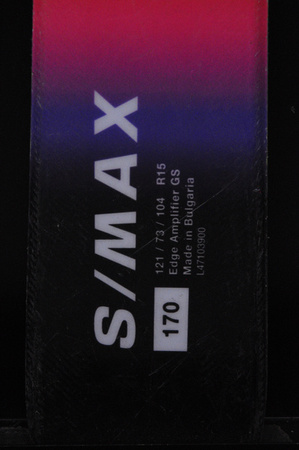 S/MAX
121 / 73 / 104 R15
Edge Amplifier GS
Made in Bulgaria
L47103900
170